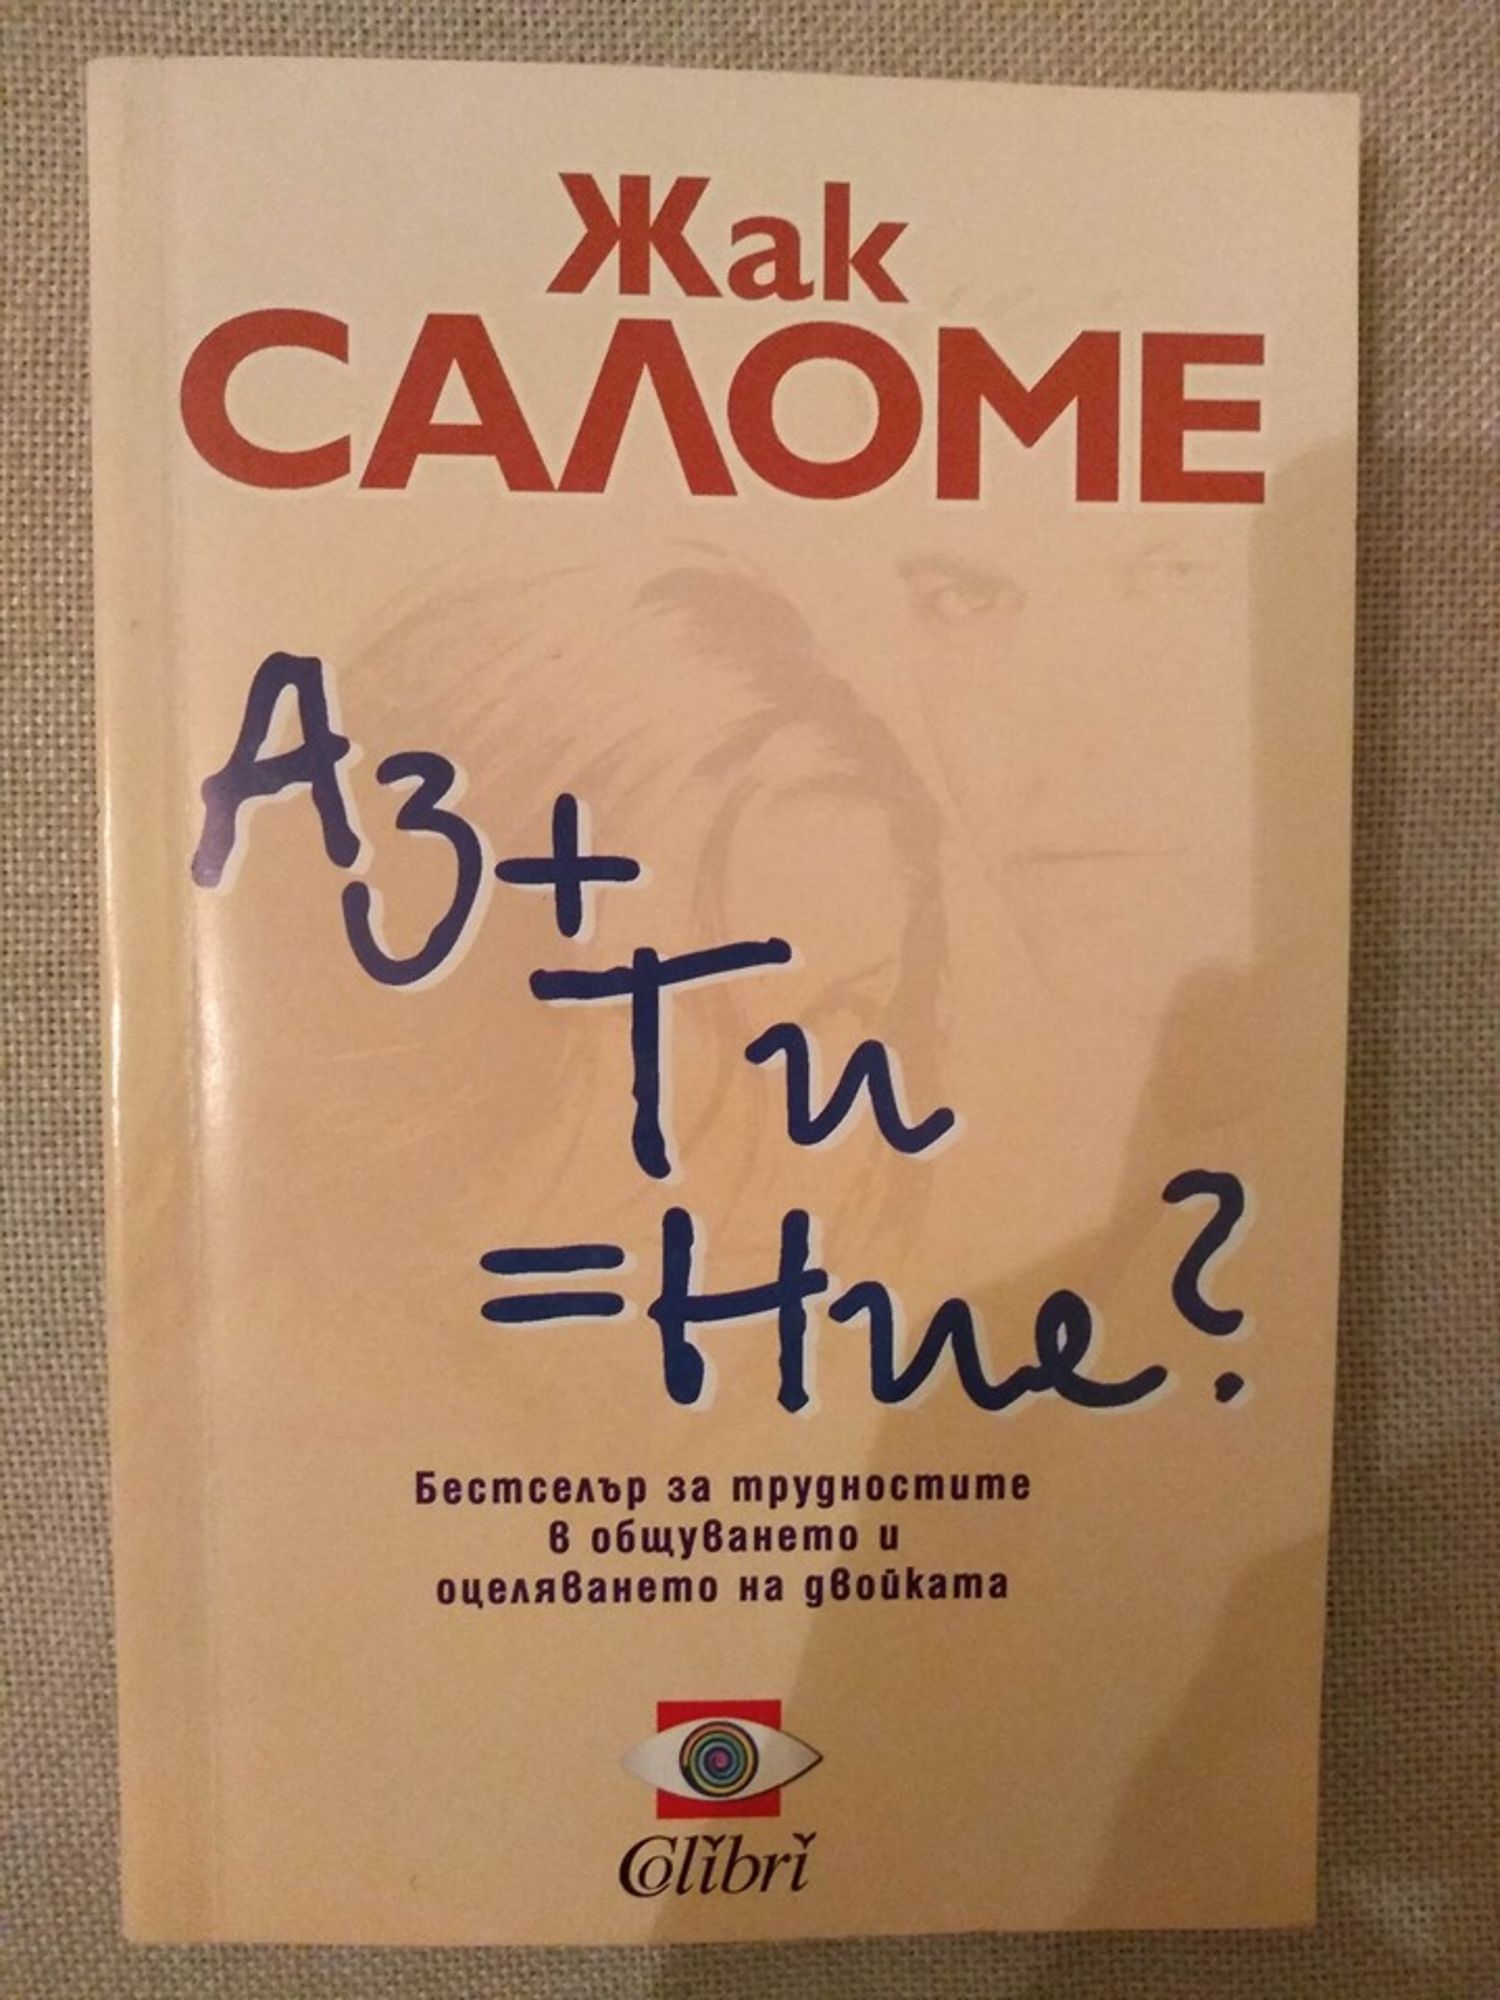 Жак
САЛОМЕ
Аз+
Ти
=Ние?
Бестселър за трудностите
в общуването и
оцеляването на двойката
Colibri